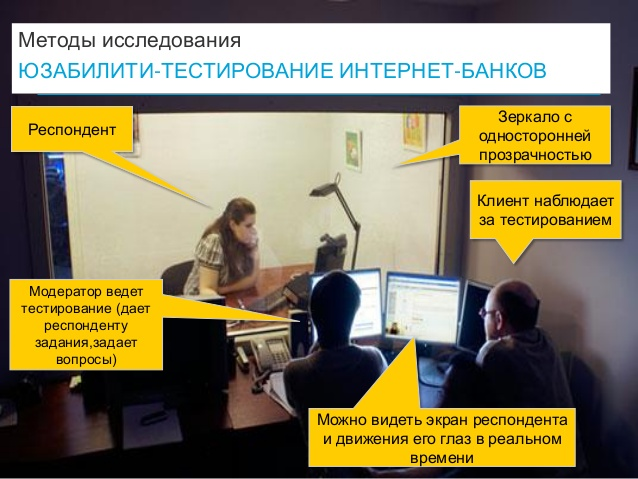 Методы исследования
ЮЗАБИЛИТИ-ТЕСТИРОВАНИЕ ИНТЕРНЕТ-БАНКОВ
Респондент
Зеркало с
односторонней
прозрачностью
Клиент наблюдает
за тестированием
Модератор ведет
тестирование (дает
респонденту
задания,задает
вопросы)
Можно видеть экран респондента
и движения его глаз в реальном
времени